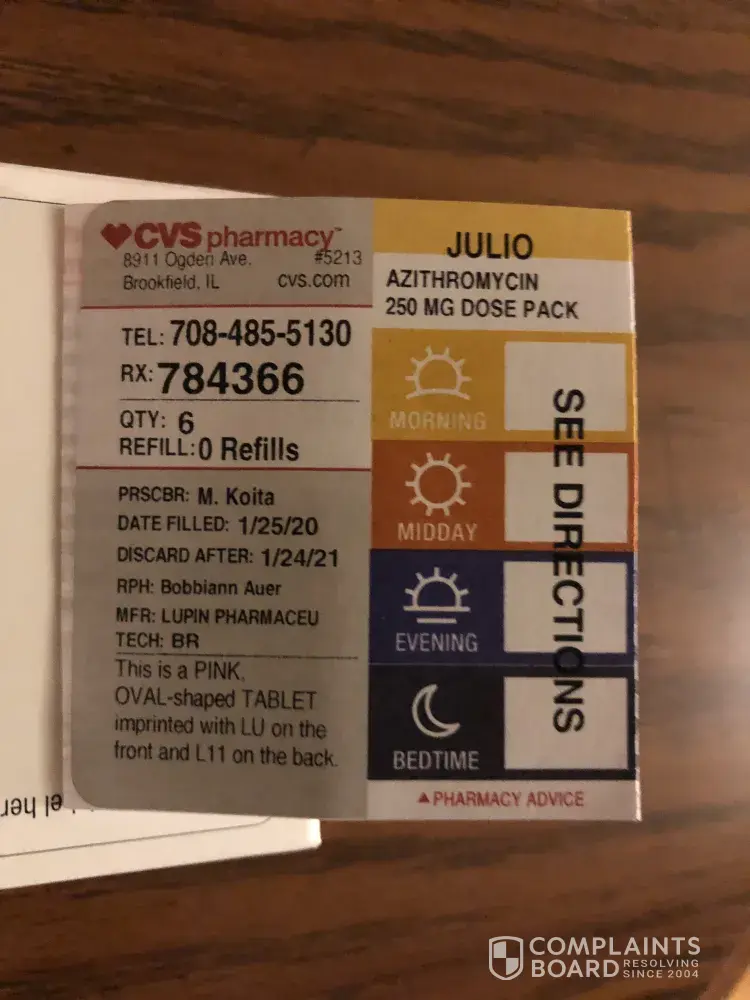 CVS pharmacy™
8911 Ogden Ave. #5213
Brookfield, IL cvs.com
TEL: 708-485-5130
RX: 784366
QTY: 6
REFILL: 0 Refills
PRSCBR: M. Koita
DATE FILLED: 1/25/20
DISCARD AFTER: 1/24/21
RPH: Bobbiann Auer
MFR: LUPIN PHARMACEU
TECH: BR
This is a PINK,
OVAL-shaped TABLET
imprinted with LU on the
front and L11 on the back.
JULIO
AZITHROMYCIN
250 MG DOSE PACK
MORNING
MIDDAY
EVENING
BEDTIME
SEE DIRECTIONS
▲PHARMACY ADVICE
COMPLAINTS
BOARD RESOLVING
SINCE 2004